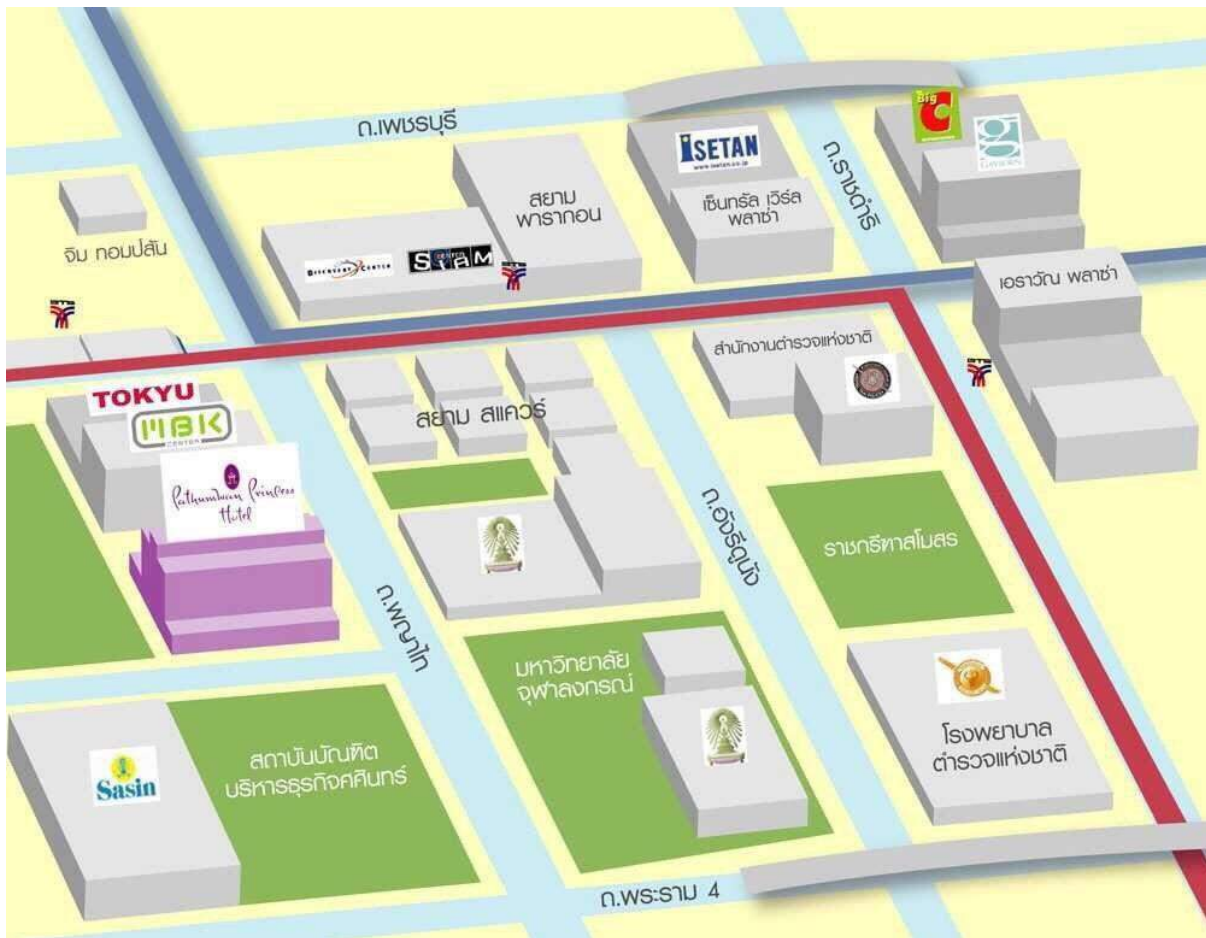 Big
C
g
ถ.เพชรบุรี
ISETAN
www.isetan.co.jp
ถ.ราชดำริ
สยาม
พารากอน
เซ็นทรัล เวิร์ล
พลาซ่า
จิม ทอมป์สัน
DISCOVERY CENTER
CENTER
SIAM
เอราวัณ พลาซ่า
สำนักงานตำรวจแห่งชาติ
TOKYU
MBK
CENTER
สยาม สแควร์
Pathumwan Princess
Hotel
ถ.อังรีดูนัง
ราชกรีฑาสโมสร
ถ.พญาไท
มหาวิทยาลัย
จุฬาลงกรณ์
โรงพยาบาล
ตำรวจแห่งชาติ
สถาบันบัณฑิต
บริหารธุรกิจศศินทร์
Sasin
ถ.พระราม 4